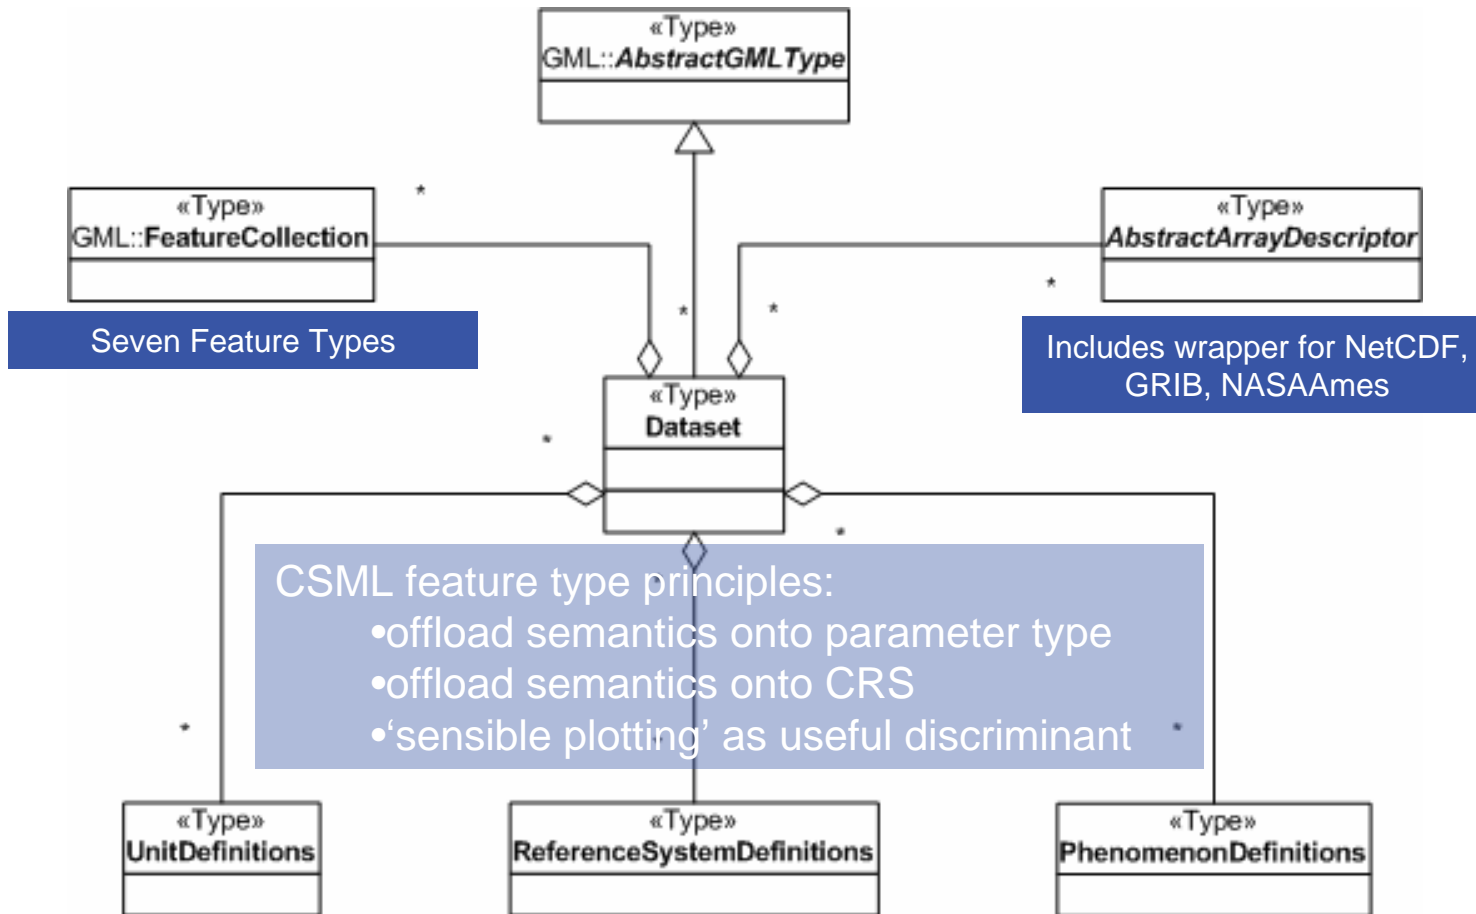 «Type»
GML::AbstractGMLType
*
«Type»
GML::FeatureCollection
«Type»
AbstractArrayDescriptor
*
*
*
Seven Feature Types
Includes wrapper for NetCDF,
GRIB, NASAAmes
«Type»
Dataset
*
*
CSML feature type principles:
*
•offload semantics onto parameter type
•offload semantics onto CRS
•‘sensible plotting’ as useful discriminant
*
*
*
«Type»
UnitDefinitions
«Type»
ReferenceSystemDefinitions
«Type»
PhenomenonDefinitions